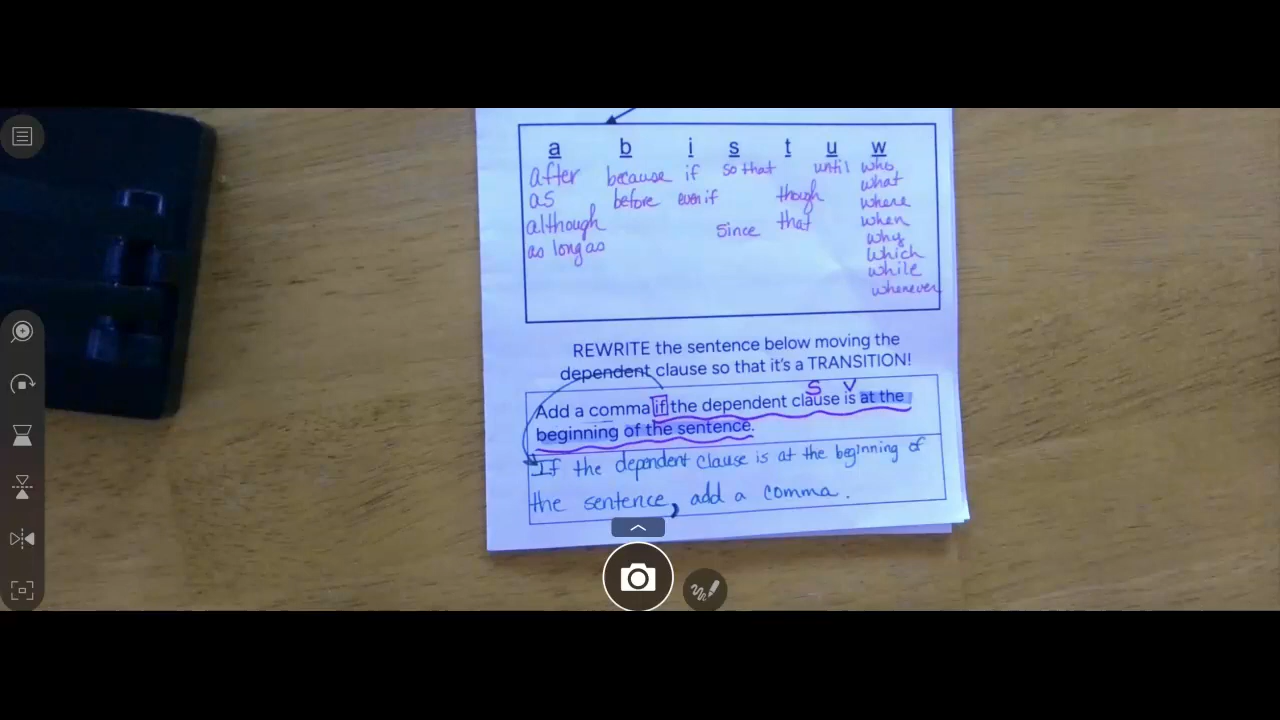 a b i s t u w
after because if so that until who
as before even if though what
although since that where
as long as when
why
which
while
whenever
REWRITE the sentence below moving the
dependent clause so that it's a TRANSITION!
S V
Add a comma if the dependent clause is at the
beginning of the sentence.
If the dependent clause is at the beginning of
the sentence, add a comma.